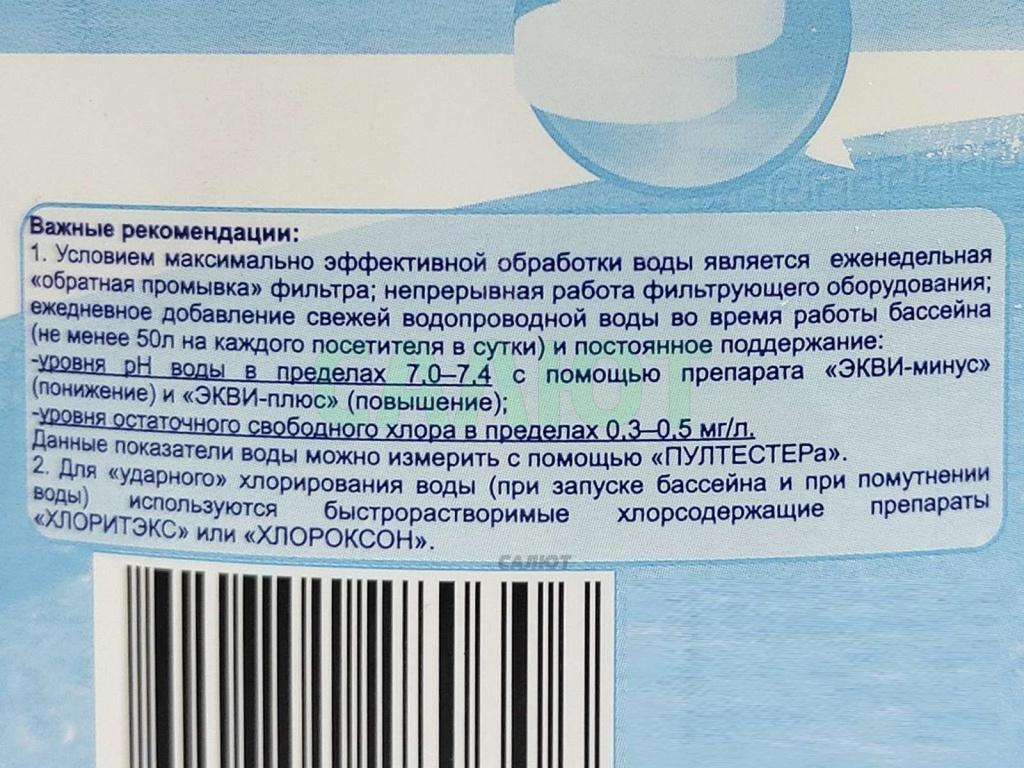 Важные рекомендации:
1. Условием максимально эффективной обработки воды является еженедельная
«обратная промывка» фильтра; непрерывная работа фильтрующего оборудования;
ежедневное добавление свежей водопроводной воды во время работы бассейна
(не менее 50л на каждого посетителя в сутки) и постоянное поддержание:
-уровня pH воды в пределах 7,0–7,4 с помощью препарата «ЭКВИ-минус»
(понижение) и «ЭКВИ-плюс» (повышение);
-уровня остаточного свободного хлора в пределах 0,3–0,5 мг/л.
Данные показатели воды можно измерить с помощью «ПУЛТЕСТЕРа».
2. Для «ударного» хлорирования воды (при запуске бассейна и при помутнении
воды) используются быстрорастворимые хлорсодержащие препараты
«ХЛОРИТЭКС» или «ХЛОРОКСОН».
САЛЮТ
САЛЮТ